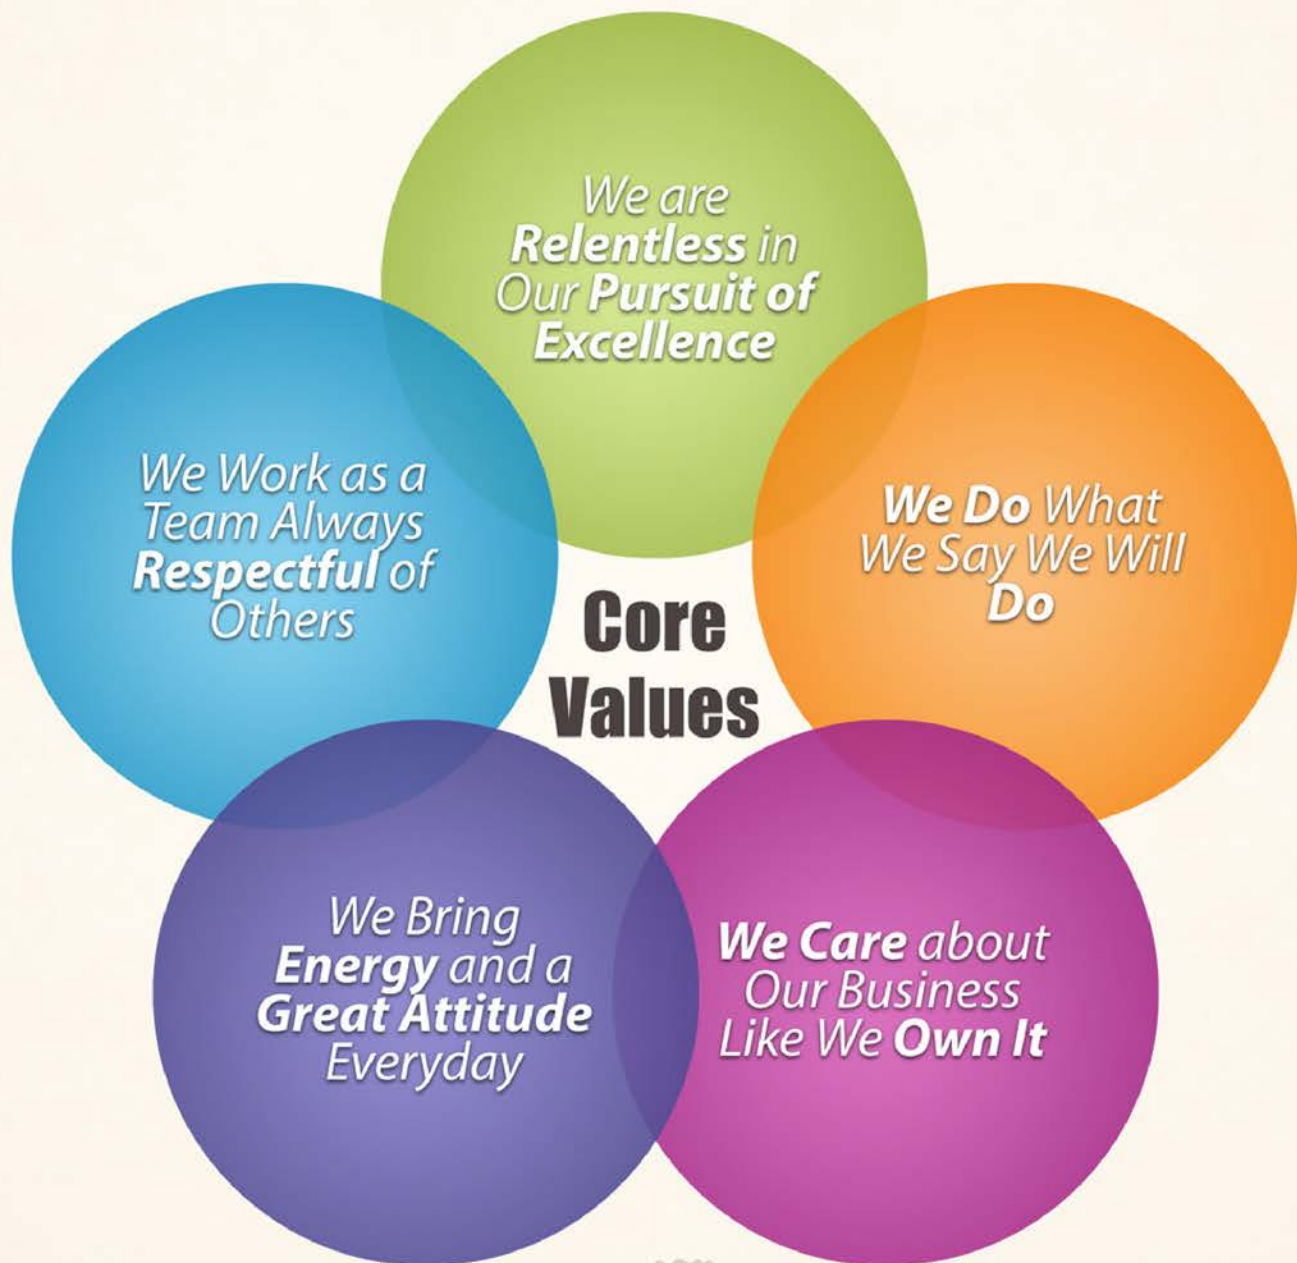 We are
Relentless in
Our Pursuit of
Excellence
We Do What
We Say We Will
Do
We Care about
Our Business
Like We Own It
We Bring
Energy and a
Great Attitude
Everyday
We Work as a
Team Always
Respectful of
Others
Core
Values